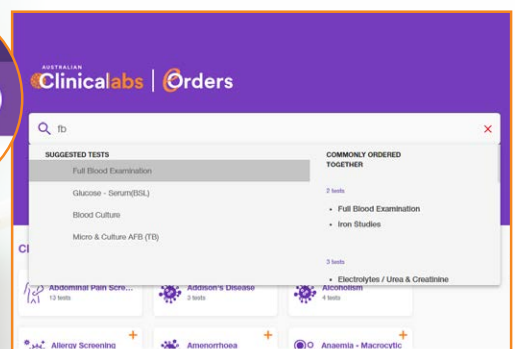 AUSTRALIAN
Clinicalabs | eOrders
fb
SUGGESTED TESTS
Full Blood Examination
Glucose - Serum(BSL)
Blood Culture
Micro & Culture AFB (TB)
COMMONLY ORDERED
TOGETHER
2 tests
• Full Blood Examination
• Iron Studies
3 tests
• Electrolytes / Urea & Creatinine
Cl
Abdominal Pain Scre...
13 tests
Addison's Disease
3 tests
Alcoholism
4 tests
Allergy Screening
Amenorrhoea
Anaemia - Macrocytic